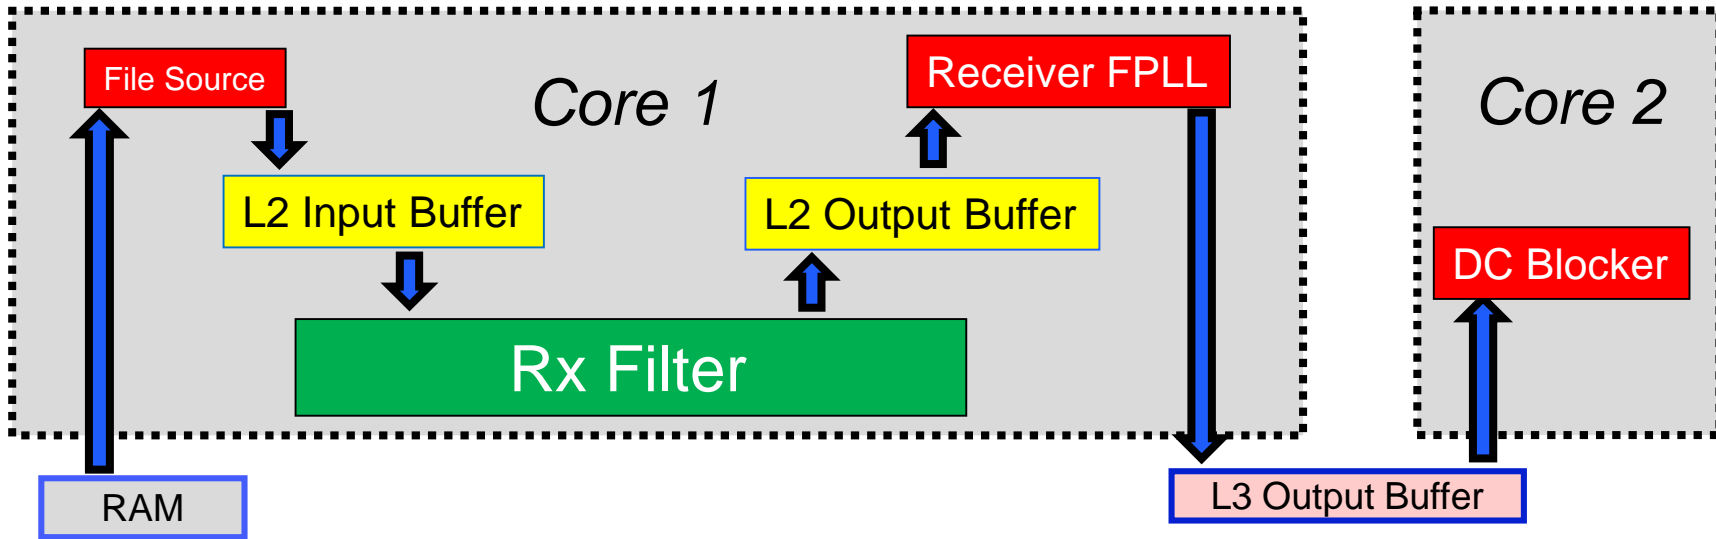 File Source
Core 1
Receiver FPLL
Core 2
L2 Input Buffer
L2 Output Buffer
DC Blocker
Rx Filter
RAM
L3 Output Buffer